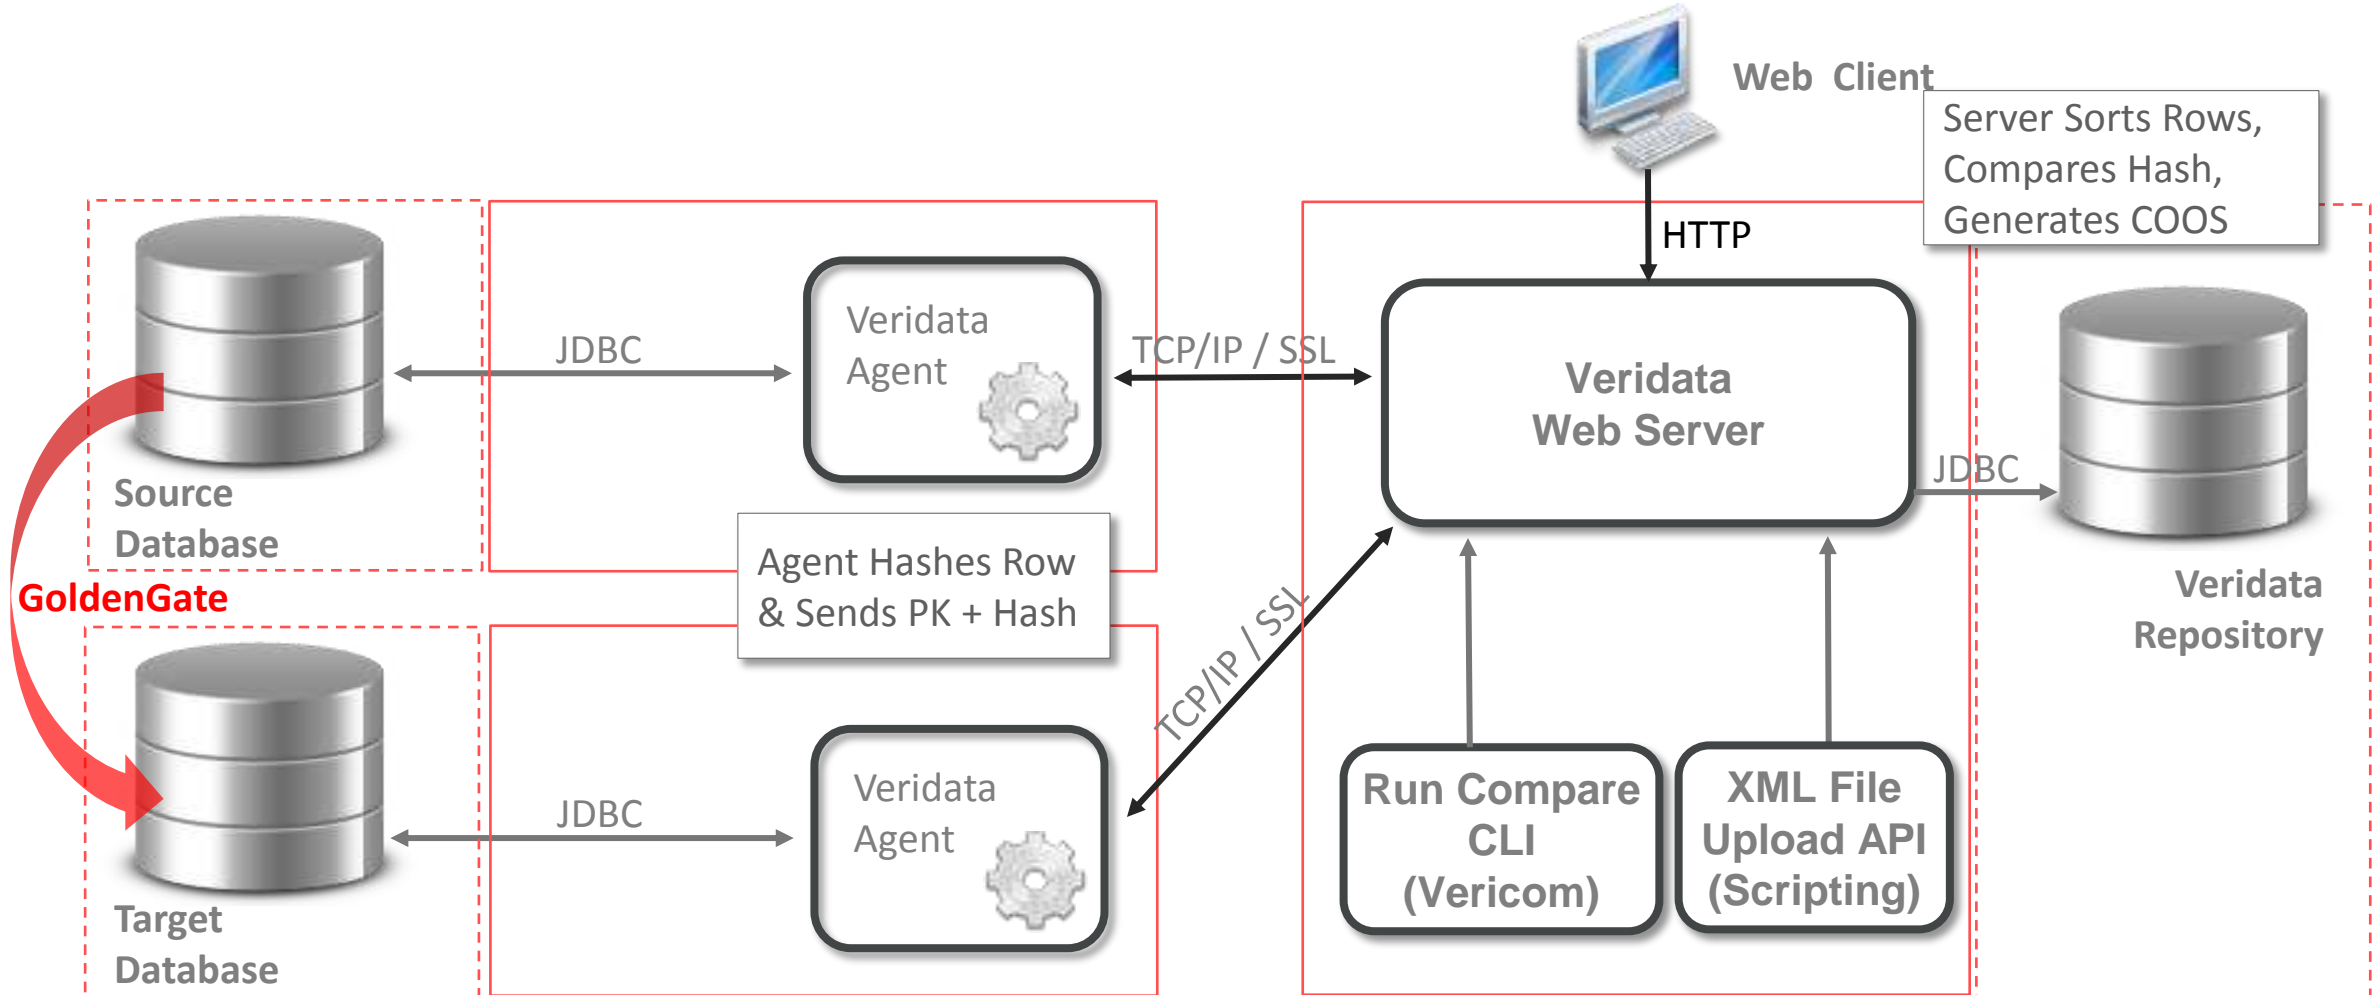 Web Client
Server Sorts Rows,
Compares Hash,
Generates COOS
HTTP
JDBC
Veridata
Agent
TCP/IP / SSL
Veridata
Web Server
JDBC
Source
Database
GoldenGate
Agent Hashes Row
& Sends PK + Hash
TCP/IP / SSL
Veridata
Repository
JDBC
Veridata
Agent
Run Compare
CLI
(Vericom)
XML File
Upload API
(Scripting)
Target
Database